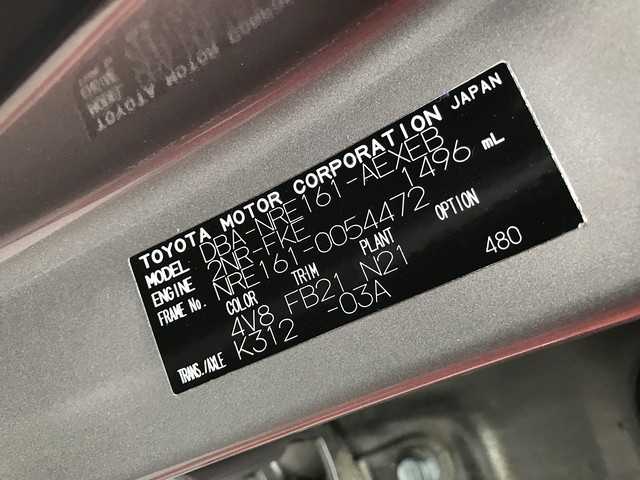 TOYOTA MOTOR CORPORATION JAPAN
MODEL DBA-NRE161-AEXEB
ENGINE 2NR-FKE 1496 mL
FRAME No. NRE161-0054472
COLOR TRIM PLANT OPTION
4V8 FB21 N21 480
TRANS./AXLE K312 -03A